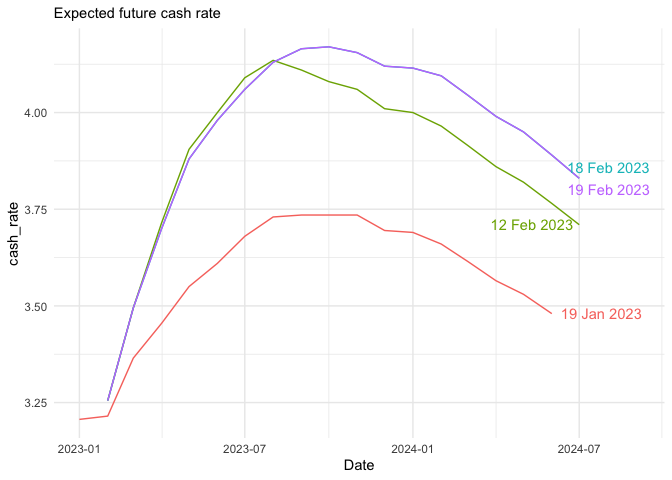 Expected future cash rate
cash_rate
4.00
3.75
3.50
3.25
18 Feb 2023
19 Feb 2023
12 Feb 2023
19 Jan 2023
2023-01
2023-07
2024-01
2024-07
Date